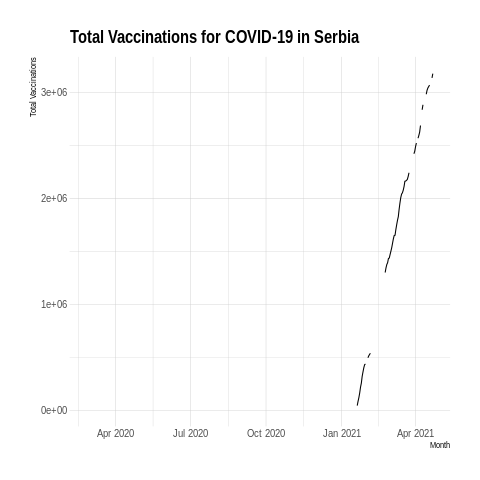 Total Vaccinations for COVID-19 in Serbia
Total Vaccinations
3e+06
2e+06
1e+06
0e+00
Apr 2020 Jul 2020 Oct 2020 Jan 2021 Apr 2021
Month